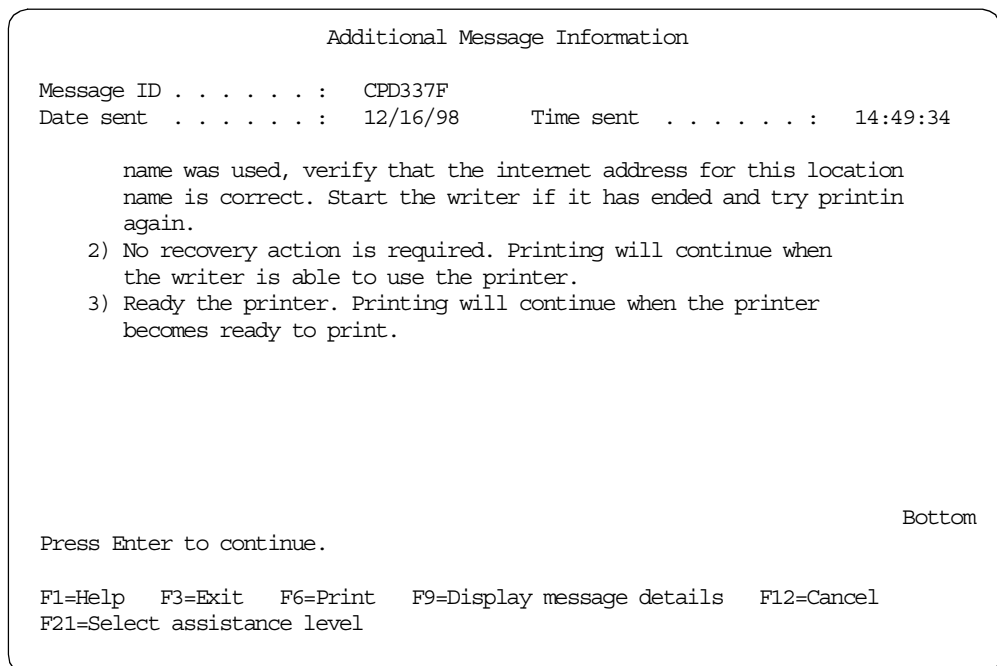 Additional Message Information
Message ID . . . . . . :   CPD337F
Date sent  . . . . . . :   12/16/98      Time sent  . . . . . . :   14:49:34
name was used, verify that the internet address for this location
name is correct. Start the writer if it has ended and try printin
again.
2) No recovery action is required. Printing will continue when
the writer is able to use the printer.
3) Ready the printer. Printing will continue when the printer
becomes ready to print.
Bottom
Press Enter to continue.
F1=Help   F3=Exit   F6=Print   F9=Display message details   F12=Cancel
F21=Select assistance level